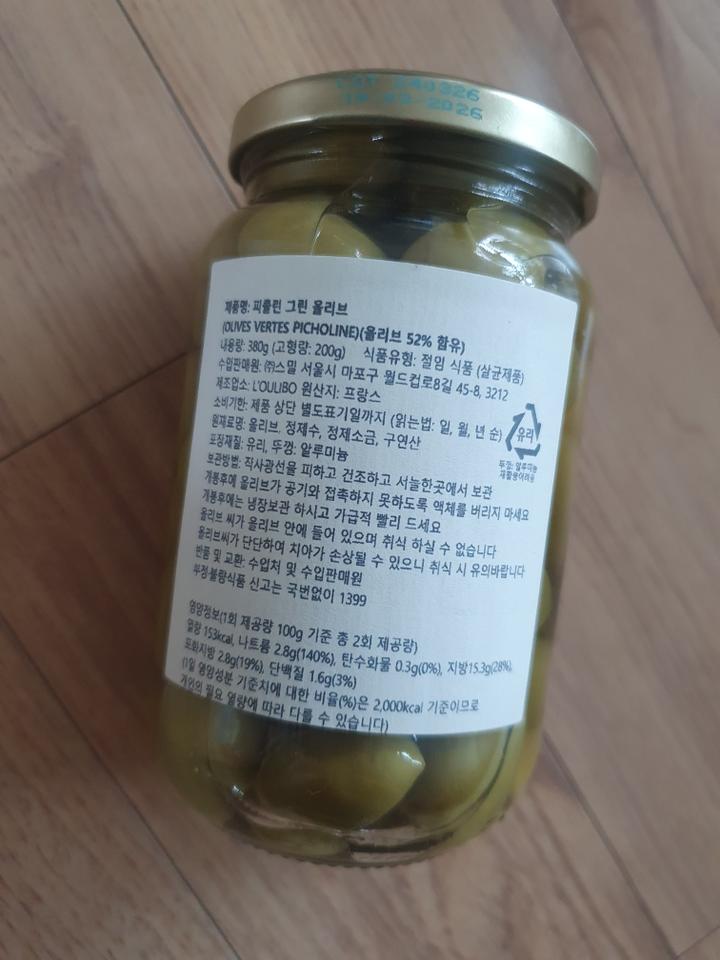 240326
2026
제품명: 피콜린 그린 올리브
(OLIVES VERTES PICHOLINE)(올리브 52% 함유)
내용량: 380g (고형량: 200g) 식품유형: 절임 식품 (살균제품)
수입판매원: ㈜스밀 서울시 마포구 월드컵로8길 45-8, 3212
제조업소: L'OULIBO 원산지: 프랑스
소비기한: 제품 상단 별도표기일까지 (읽는법: 일, 월, 년 순)
원재료명: 올리브, 정제수, 정제소금, 구연산
포장재질: 유리, 뚜껑: 알루미늄
유리
뚜껑: 알루미늄
재활용어려움
보관방법: 직사광선을 피하고 건조하고 서늘한곳에서 보관
개봉후에 올리브가 공기와 접촉하지 못하도록 액체를 버리지 마세요
개봉후에는 냉장보관 하시고 가급적 빨리 드세요
올리브 씨가 올리브 안에 들어 있으며 취식 하실 수 없습니다
올리브씨가 단단하여 치아가 손상될 수 있으니 취식 시 유의바랍니다
반품 및 교환: 수입처 및 수입판매원
부정·불량식품 신고는 국번없이 1399
영양정보(1회 제공량 100g 기준 총 2회 제공량)
열량 153kcal, 나트륨 2.8g(140%), 탄수화물 0.3g(0%), 지방15.3g(28%),
포화지방 2.8g(19%), 단백질 1.6g(3%)
(1일 영양성분 기준치에 대한 비율(%)은 2,000kcal 기준이므로
개인의 필요 열량에 따라 다를 수 있습니다)